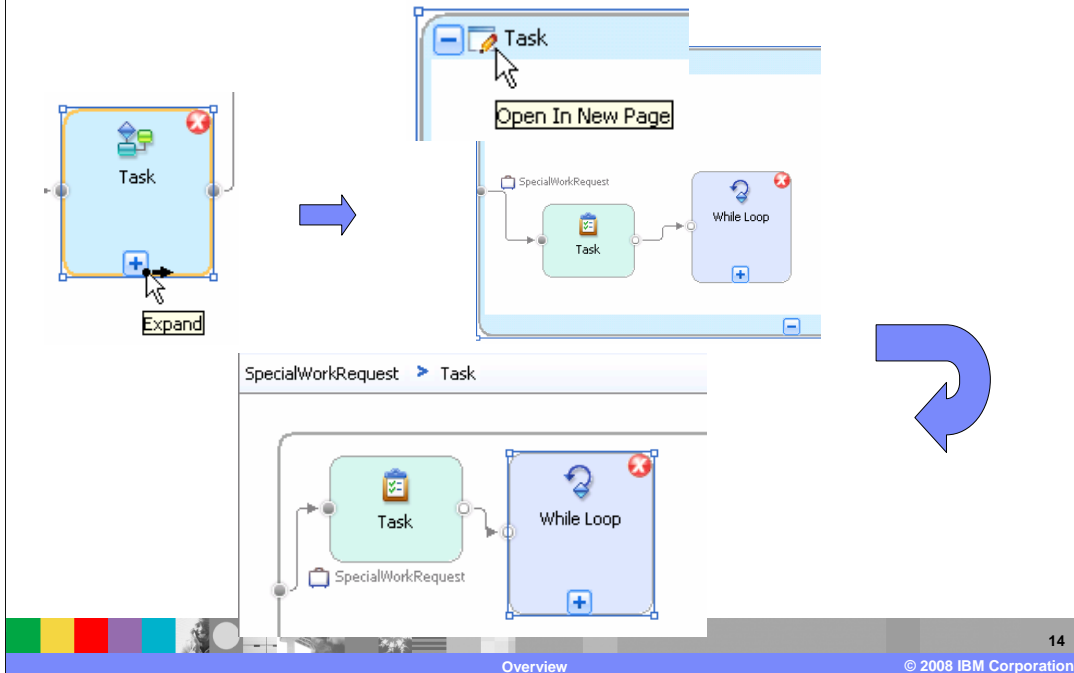 Task
Expand
Task
Open In New Page
SpecialWorkRequest
Task
While Loop
SpecialWorkRequest > Task
Task
While Loop
SpecialWorkRequest
14
Overview
© 2008 IBM Corporation